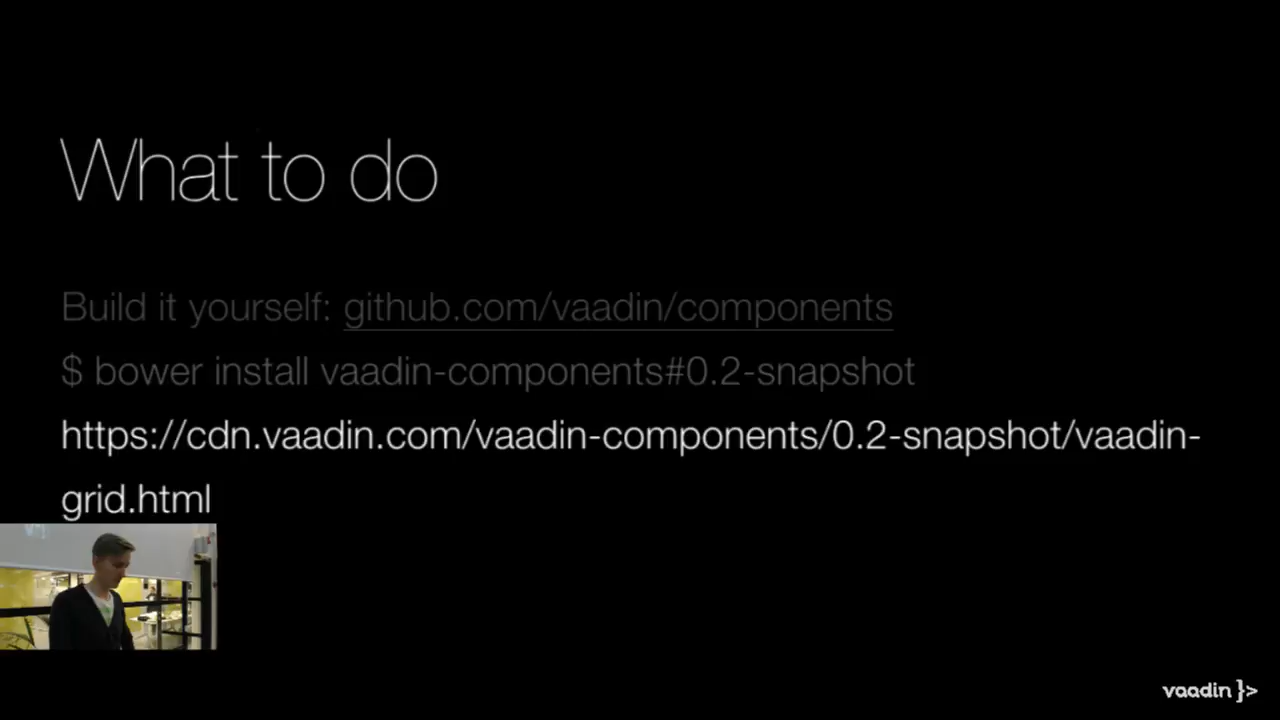 What to do
Build it yourself: github.com/vaadin/components
$ bower install vaadin-components#0.2-snapshot
https://cdn.vaadin.com/vaadin-components/0.2-snapshot/vaadin-
grid.html
vaadin }>